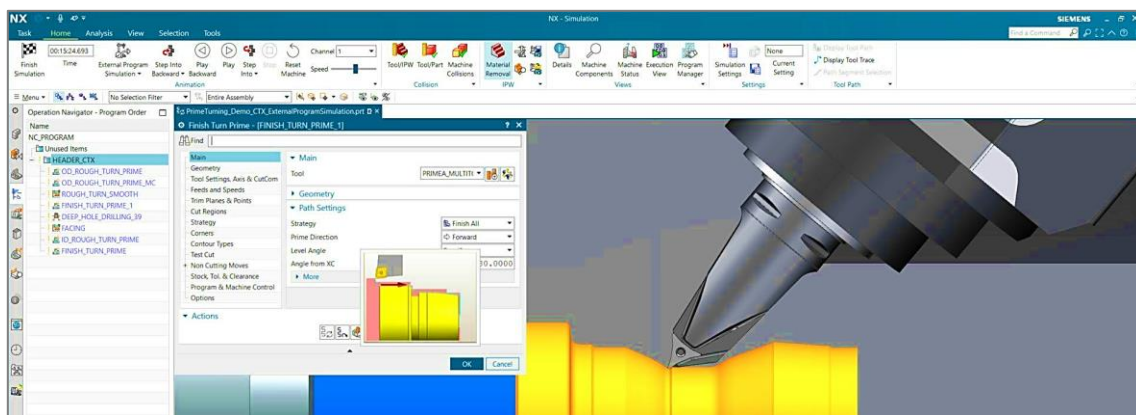 NX
NX - Simulation
SIEMENS
Task Home Analysis View Selection Tools
Find a Command
00:15:24.693
Channel 1
Speed
None
Display Tool Path
Display Tool Trace
Path Segment Selection
Finish Simulation
Time
External Program Simulation
Step Into Backward
Play Backward
Play
Step Into
Stop
Reset Machine
Tool/IPW
Tool/Part
Machine Collisions
Material Removal
Details
Machine Components
Machine Status
Execution View
Program Manager
Simulation Settings
Current Setting
Animation
Collision
IPW
Views
Settings
Tool Path
Menu
No Selection Filter
Entire Assembly
Operation Navigator - Program Order
Name
NC_PROGRAM
Unused Items
HEADER_CTX
OD_ROUGH_TURN_PRIME
OD_ROUGH_TURN_PRIME_MC
ROUGH_TURN_SMOOTH
FINISH_TURN_PRIME_1
DEEP_HOLE_DRILLING_39
FACING
ID_ROUGH_TURN_PRIME
FINISH_TURN_PRIME
PrimeTurning_Demo_CTX_ExternalProgramSimulation.prt
Finish Turn Prime - [FINISH_TURN_PRIME_1]
Find
Main
Geometry
Tool Settings, Axis & CutCom
Feeds and Speeds
Trim Planes & Points
Cut Regions
Strategy
Corners
Contour Types
Test Cut
Non Cutting Moves
Stock, Tol. & Clearance
Program & Machine Control
Options
Main
Tool
PRIMEA_MULTIT(
Geometry
Path Settings
Strategy
Finish All
Prime Direction
Forward
Level Angle
Angle from XC
0.0000
More
Actions
OK
Cancel